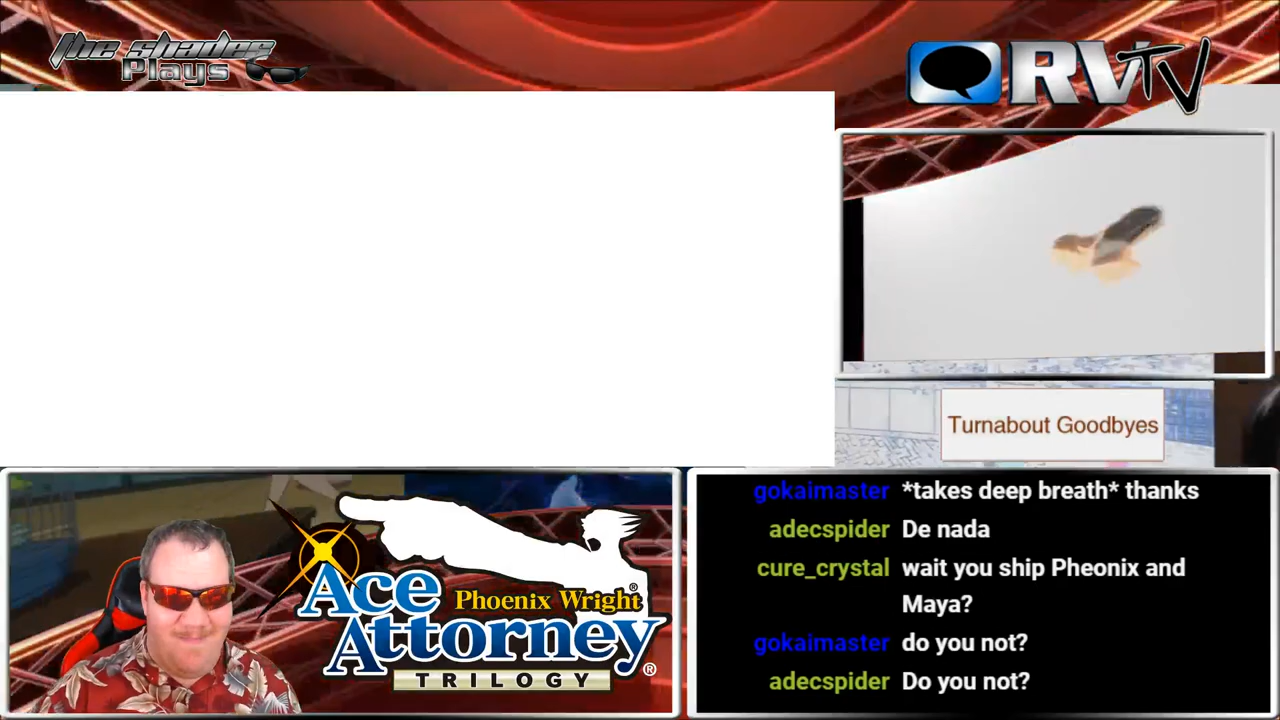 The Shader
Plays
RVTV
Turnabout Goodbyes
Ace
Phoenix Wright®
Attorney®
TRILOGY
gokaimaster *takes deep breath* thanks
adecspider De nada
cure_crystal wait you ship Pheonix and
Maya?
gokaimaster do you not?
adecspider Do you not?